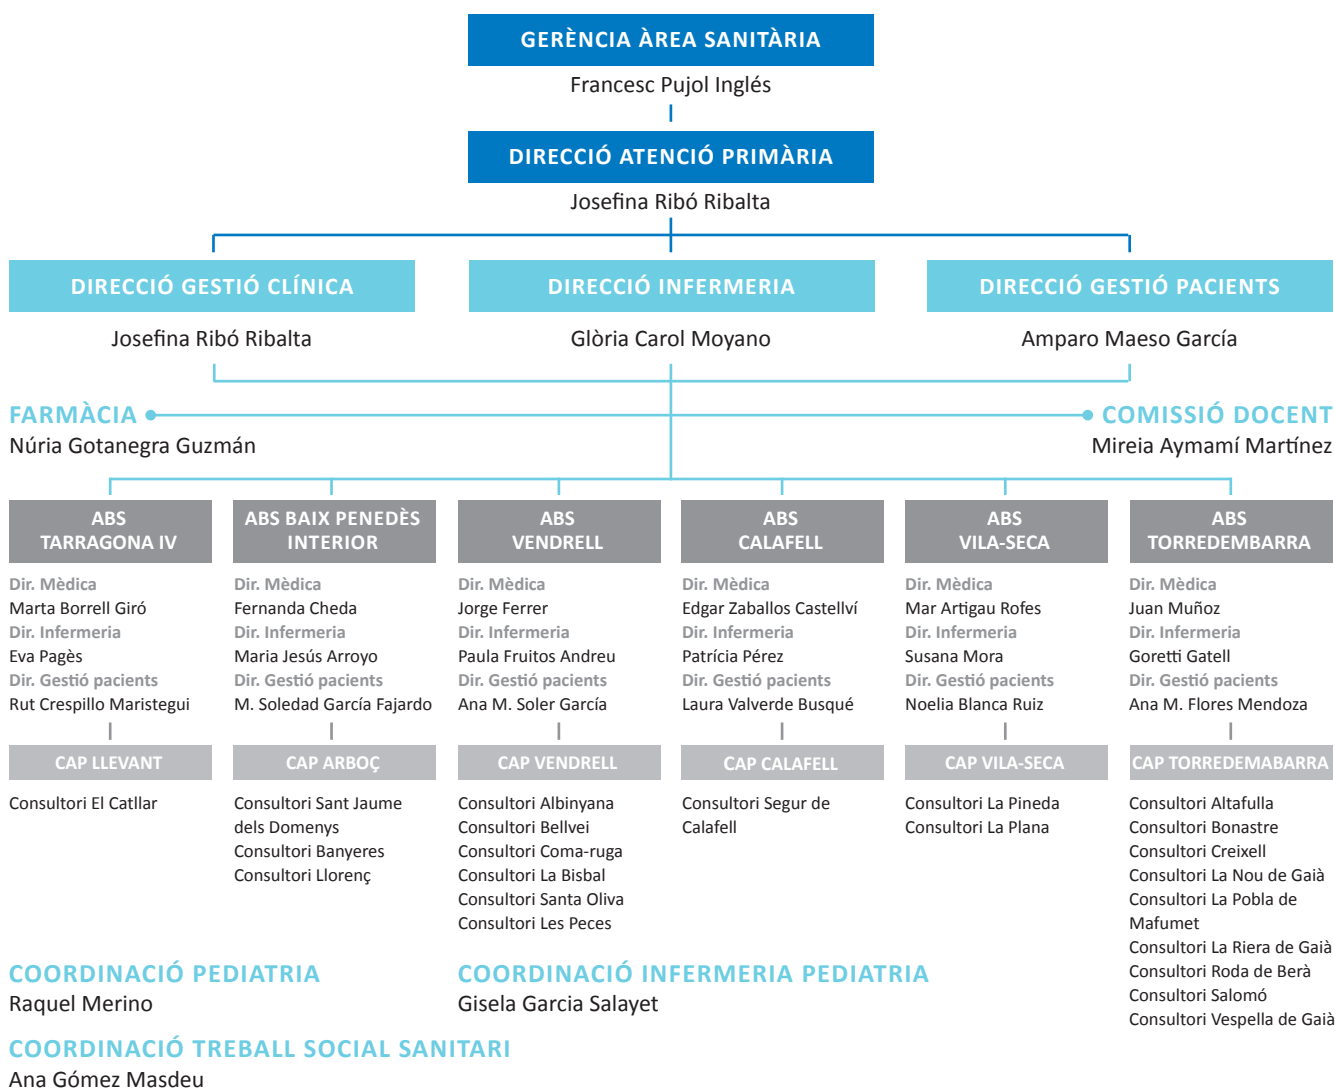 GERÈNCIA ÀREA SANITÀRIA
Francesc Pujol Inglés
DIRECCIÓ ATENCIÓ PRIMÀRIA
Josefina Ribó Ribalta
DIRECCIÓ GESTIÓ CLÍNICA
Josefina Ribó Ribalta
DIRECCIÓ INFERMERIA
Glòria Carol Moyano
DIRECCIÓ GESTIÓ PACIENTS
Amparo Maeso García
FARMÀCIA
Núria Gotanegra Guzmán
COMISSIÓ DOCENT
Mireia Aymamí Martínez
ABS
TARRAGONA IV
Dir. Mèdica
Marta Borrell Giró
Dir. Infermeria
Eva Pagès
Dir. Gestió pacients
Rut Crespillo Maristegui
CAP LLEVANT
Consultori El Catllar
ABS BAIX PENEDÈS
INTERIOR
Dir. Mèdica
Fernanda Cheda
Dir. Infermeria
Maria Jesús Arroyo
Dir. Gestió pacients
M. Soledad García Fajardo
CAP ARBOÇ
Consultori Sant Jaume
dels Domenys
Consultori Banyeres
Consultori Llorenç
ABS
VENDRELL
Dir. Mèdica
Jorge Ferrer
Dir. Infermeria
Paula Fruitos Andreu
Dir. Gestió pacients
Ana M. Soler García
CAP VENDRELL
Consultori Albinyana
Consultori Bellvei
Consultori Coma-ruga
Consultori La Bisbal
Consultori Santa Oliva
Consultori Les Peces
ABS
CALAFELL
Dir. Mèdica
Edgar Zaballos Castellví
Dir. Infermeria
Patrícia Pérez
Dir. Gestió pacients
Laura Valverde Busqué
CAP CALAFELL
Consultori Segur de
Calafell
ABS
VILA-SECA
Dir. Mèdica
Mar Artigau Rofes
Dir. Infermeria
Susana Mora
Dir. Gestió pacients
Noelia Blanca Ruiz
CAP VILA-SECA
Consultori La Pineda
Consultori La Plana
ABS
TORREDEMBARRA
Dir. Mèdica
Juan Muñoz
Dir. Infermeria
Goretti Gatell
Dir. Gestió pacients
Ana M. Flores Mendoza
CAP TORREDEMABARRA
Consultori Altafulla
Consultori Bonastre
Consultori Creixell
Consultori La Nou de Gaià
Consultori La Pobla de
Mafumet
Consultori La Riera de Gaià
Consultori Roda de Berà
Consultori Salomó
Consultori Vespella de Gaià
COORDINACIÓ PEDIATRIA
Raquel Merino
COORDINACIÓ INFERMERIA PEDIATRIA
Gisela Garcia Salayet
COORDINACIÓ TREBALL SOCIAL SANITARI
Ana Gómez Masdeu